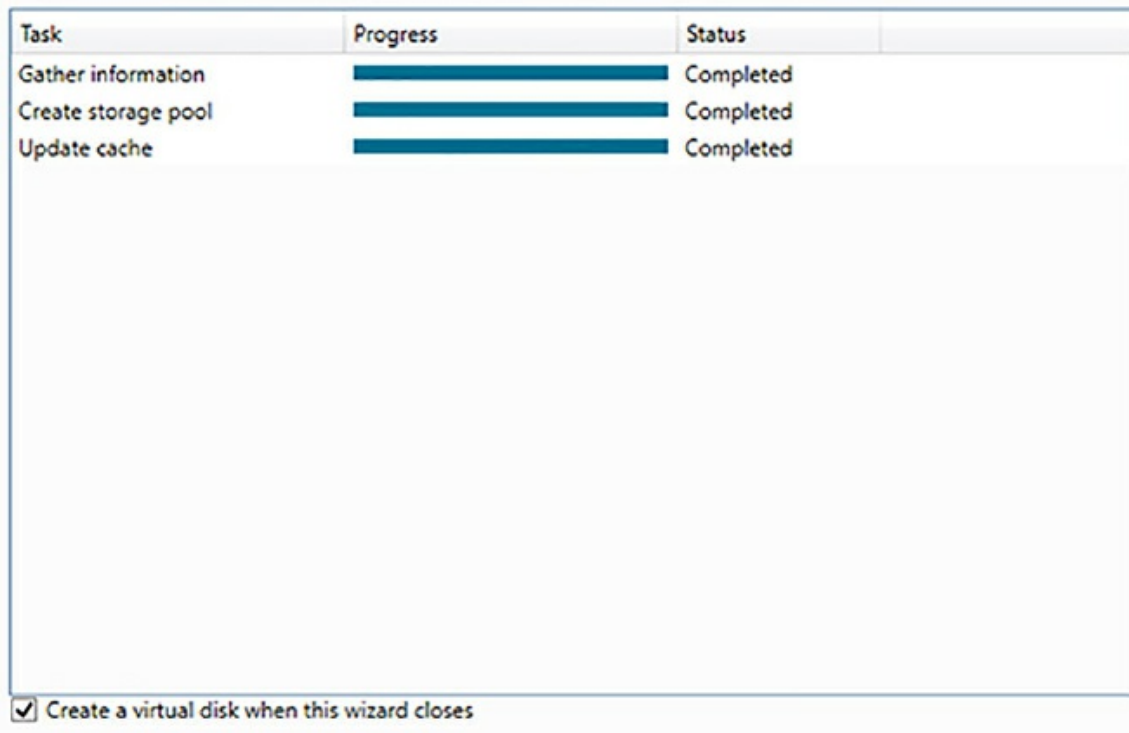 Task Progress Status
Gather information Completed
Create storage pool Completed
Update cache Completed
Create a virtual disk when this wizard closes